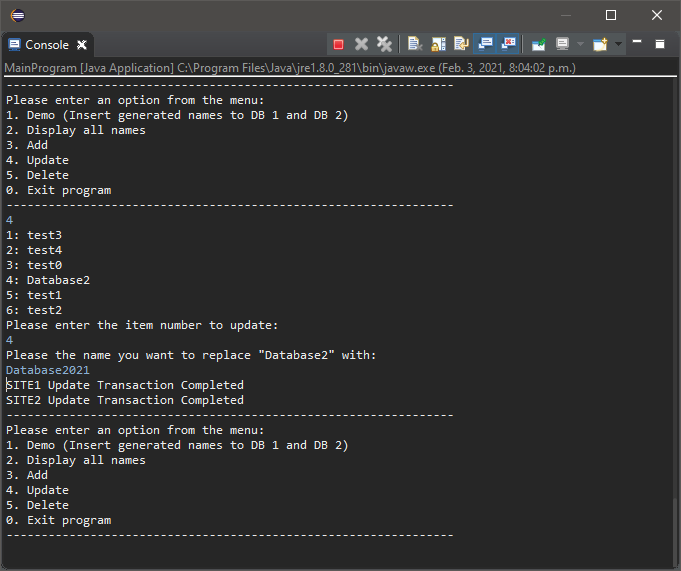 Console
MainProgram [Java Application] C:\Program Files\Java\jre1.8.0_281\bin\javaw.exe (Feb. 3, 2021, 8:04:02 p.m.)
----------------------------------------------------------------
Please enter an option from the menu:
1. Demo (Insert generated names to DB 1 and DB 2)
2. Display all names
3. Add
4. Update
5. Delete
0. Exit program
----------------------------------------------------------------
4
1: test3
2: test4
3: test0
4: Database2
5: test1
6: test2
Please enter the item number to update:
4
Please the name you want to replace "Database2" with:
Database2021
SITE1 Update Transaction Completed
SITE2 Update Transaction Completed
----------------------------------------------------------------
Please enter an option from the menu:
1. Demo (Insert generated names to DB 1 and DB 2)
2. Display all names
3. Add
4. Update
5. Delete
0. Exit program
----------------------------------------------------------------